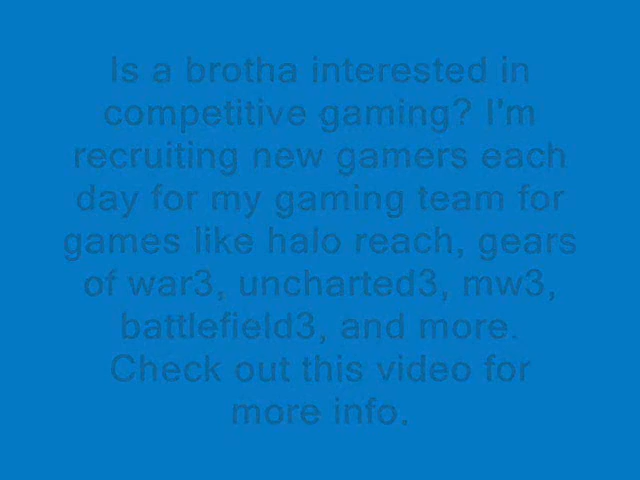 Is a brotha interested in
competitive gaming? I'm
recruiting new gamers each
day for my gaming team for
games like halo reach, gears
of war3, uncharted3, mw3,
battlefield3, and more.
Check out this video for
more info.